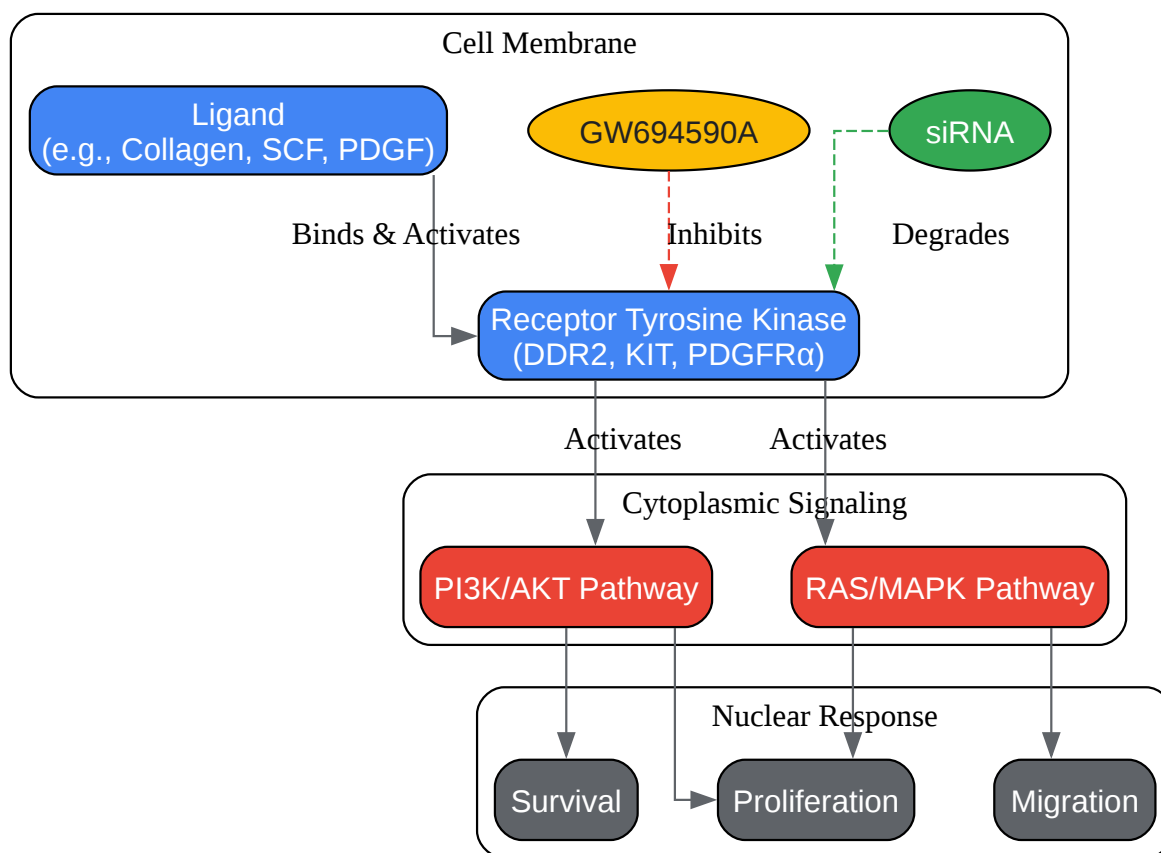 Cell Membrane
Ligand
(e.g., Collagen, SCF, PDGF)
GW694590A
siRNA
Binds & Activates
Inhibits
Degrades
Receptor Tyrosine Kinase
(DDR2, KIT, PDGFRα)
Activates
Activates
Cytoplasmic Signaling
PI3K/AKT Pathway
RAS/MAPK Pathway
Nuclear Response
Survival
Proliferation
Migration